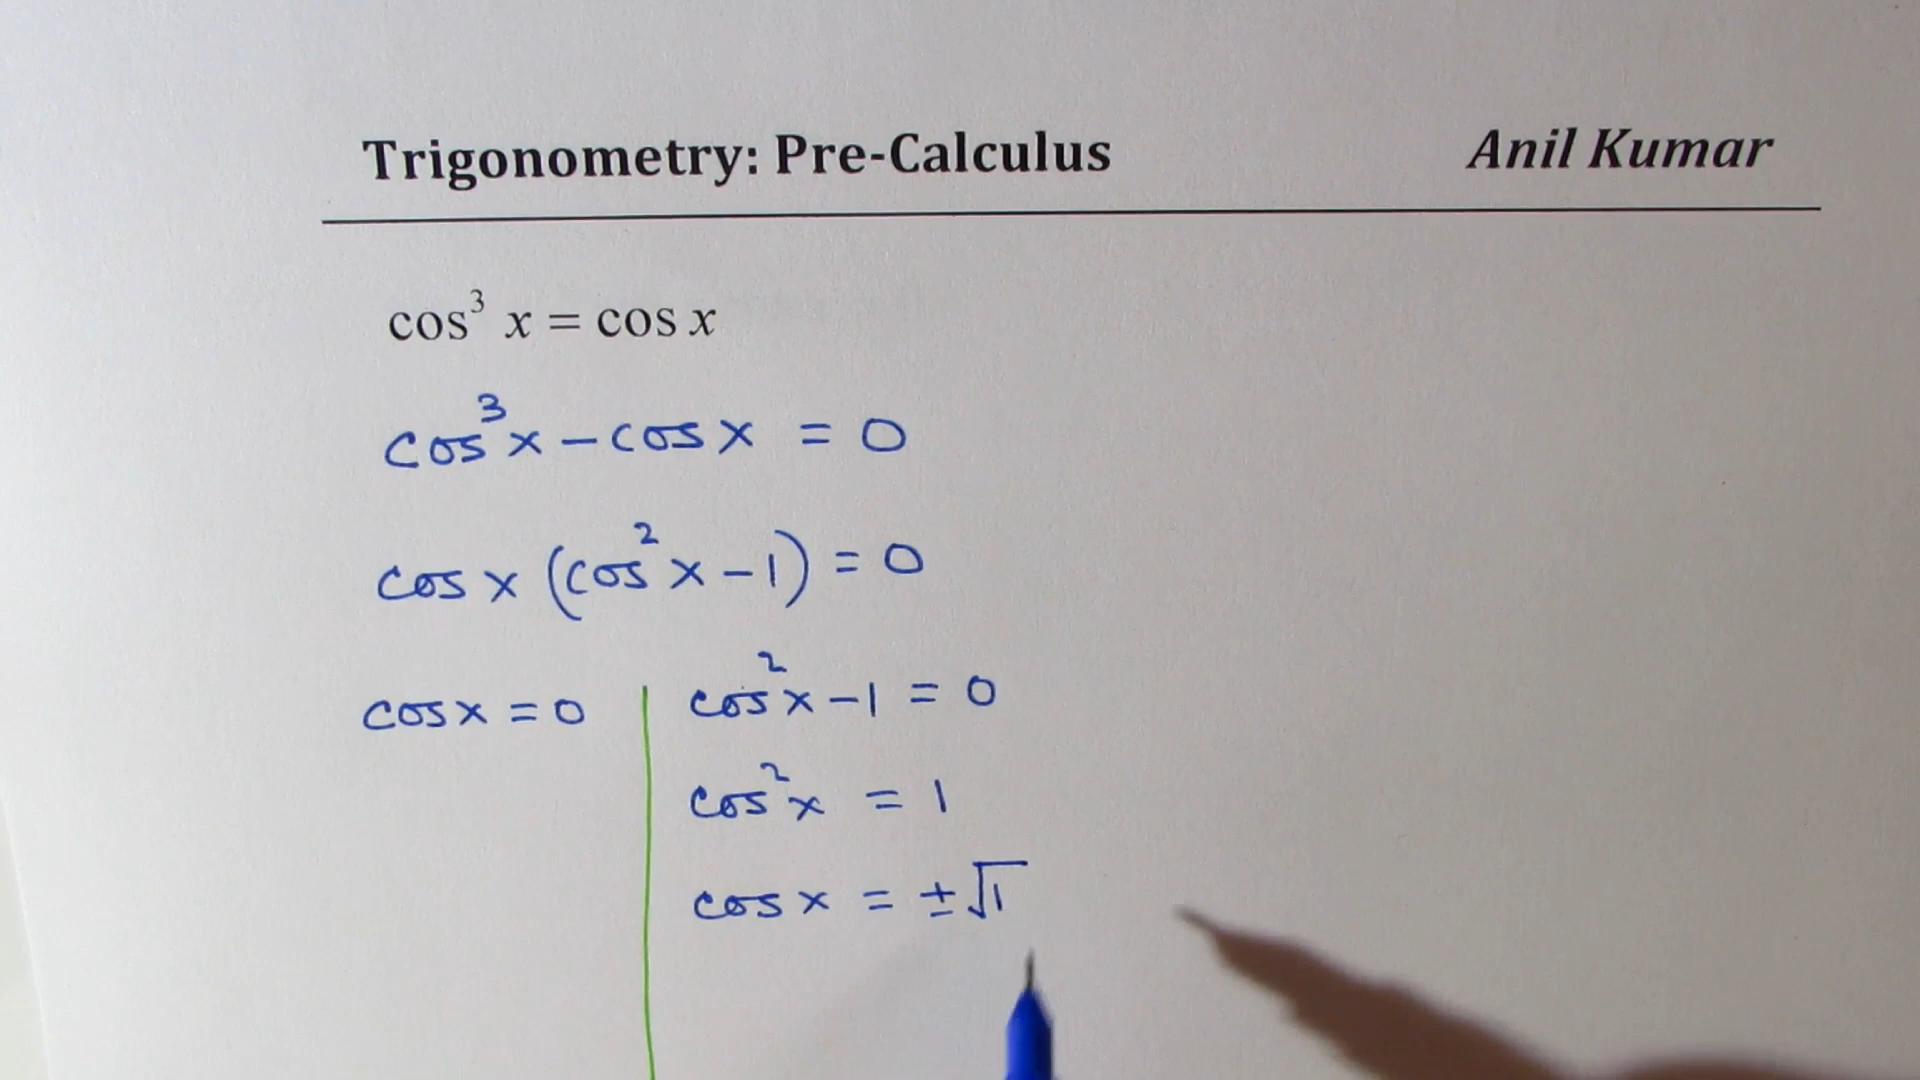 Trigonometry: Pre-Calculus Anil Kumar
cos³ x = cos x
cos³x − cos x = 0
cos x (cos²x − 1) = 0
cos x = 0 cos²x − 1 = 0
cos²x = 1
cos x = ±√1